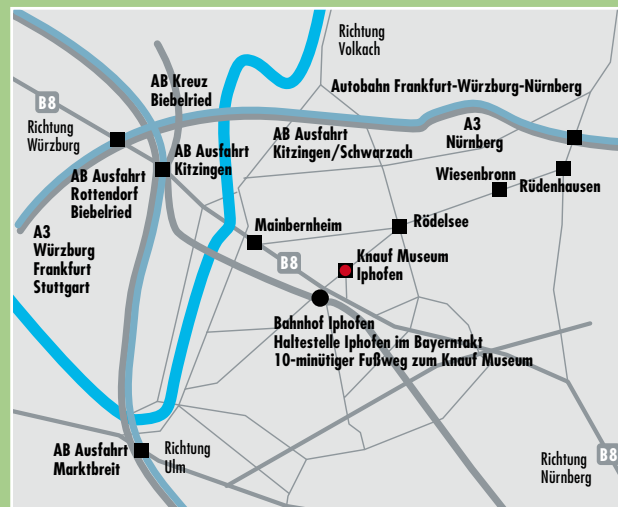 Richtung
Volkach
AB Kreuz
Biebelried
Autobahn Frankfurt-Würzburg-Nürnberg
B8
Richtung
Würzburg
AB Ausfahrt
Kitzingen/Schwarzach
A3
Nürnberg
AB Ausfahrt
Kitzingen
AB Ausfahrt
Rottendorf
Biebelried
Wiesenbronn
Rüdenhausen
A3
Würzburg
Frankfurt
Stuttgart
Mainbernheim
Rödelsee
B8
Knauf Museum
Iphofen
Bahnhof Iphofen
Haltestelle Iphofen im Bayerntakt
10-minütiger Fußweg zum Knauf Museum
AB Ausfahrt
Marktbreit
Richtung
Ulm
Richtung
Nürnberg
B8